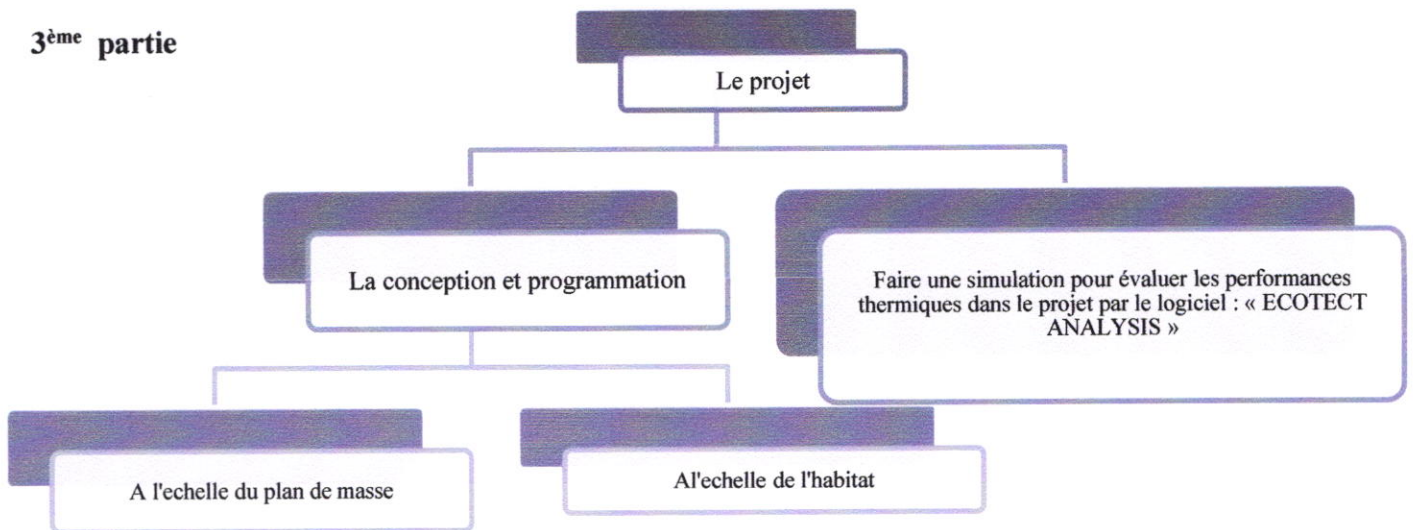 3ème partie
Le projet
La conception et programmation
Faire une simulation pour évaluer les performances
thermiques dans le projet par le logiciel : « ECOTECT
ANALYSIS »
A l'echelle du plan de masse
Al'echelle de l'habitat